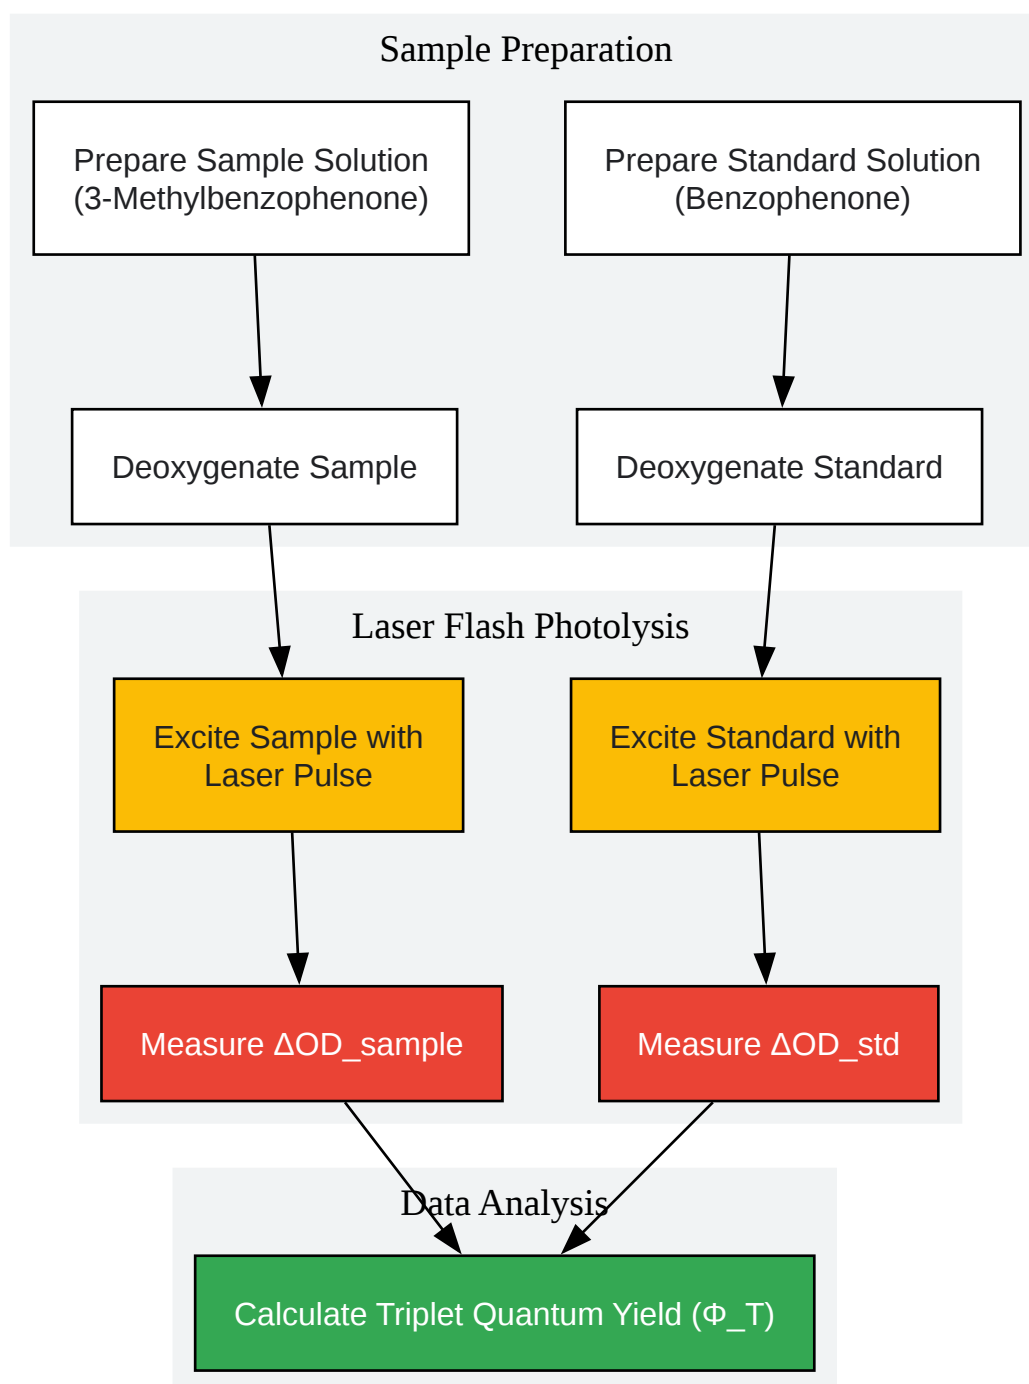 Sample Preparation
Prepare Sample Solution
(3-Methylbenzophenone)
Prepare Standard Solution
(Benzophenone)
Deoxygenate Sample
Deoxygenate Standard
Laser Flash Photolysis
Excite Sample with
Laser Pulse
Excite Standard with
Laser Pulse
Measure ΔOD_sample
Measure ΔOD_std
Data Analysis
Calculate Triplet Quantum Yield (Φ_T)